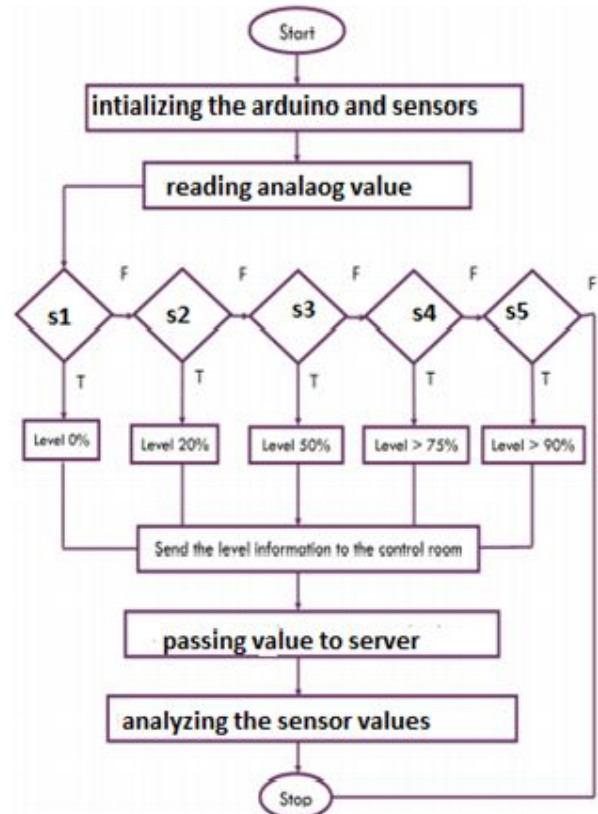 Start
intializing the arduino and sensors
reading analaog value
F
F
F
F
F
s1
s2
s3
s4
s5
T
T
T
T
T
Level 0%
Level 20%
Level 50%
Level > 75%
Level > 90%
Send the level information to the control room
passing value to server
analyzing the sensor values
Stop